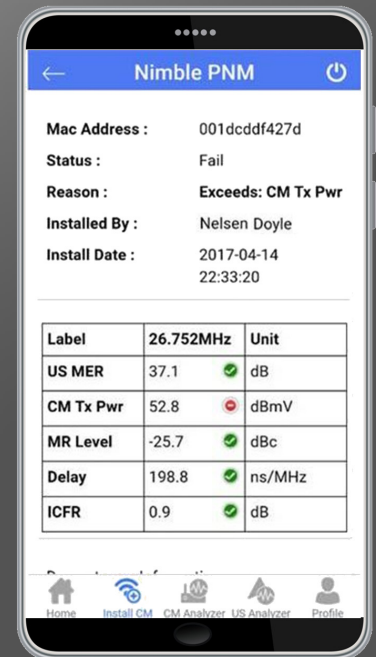 Nimble PNM
Mac Address : 001dcddf427d
Status : Fail
Reason : Exceeds: CM Tx Pwr
Installed By : Nelsen Doyle
Install Date : 2017-04-14
22:33:20
Label 26.752MHz Unit
US MER 37.1 dB
CM Tx Pwr 52.8 dBmV
MR Level -25.7 dBc
Delay 198.8 ns/MHz
ICFR 0.9 dB
Home Install CM CM Analyzer US Analyzer Profile